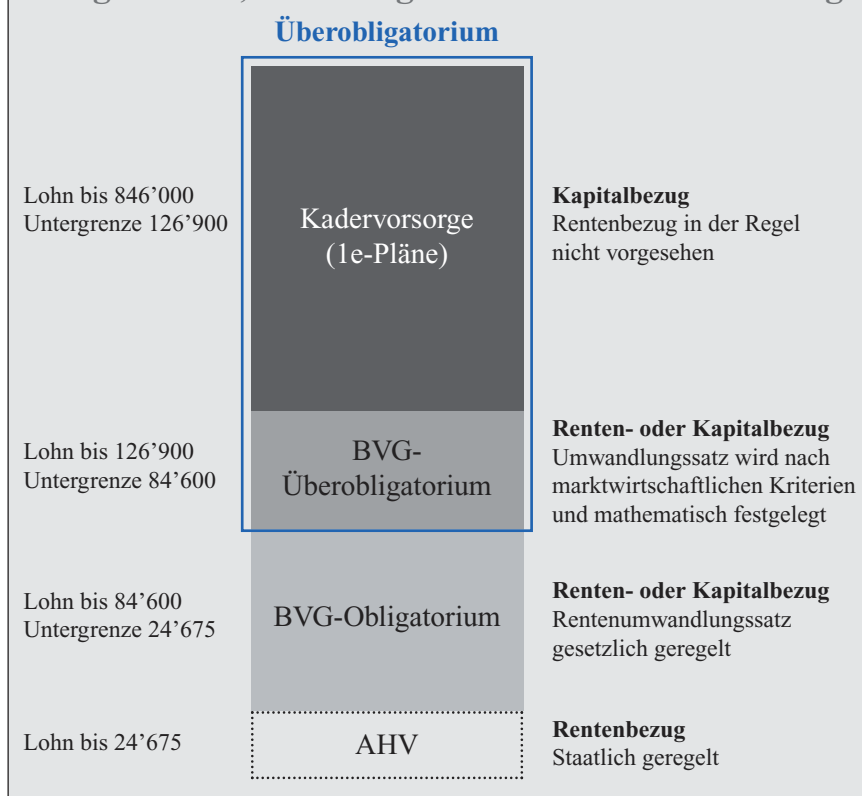 Überobligatorium
Lohn bis 846’000
Untergrenze 126’900
Kadervorsorge
(1e-Pläne)
Kapitalbezug
Rentenbezug in der Regel
nicht vorgesehen
Lohn bis 126’900
Untergrenze 84’600
BVG-
Überobligatorium
Renten- oder Kapitalbezug
Umwandlungssatz wird nach
marktwirtschaftlichen Kriterien
und mathematisch festgelegt
Lohn bis 84’600
Untergrenze 24’675
BVG-Obligatorium
Renten- oder Kapitalbezug
Rentenumwandlungssatz
gesetzlich geregelt
Lohn bis 24’675
AHV
Rentenbezug
Staatlich geregelt